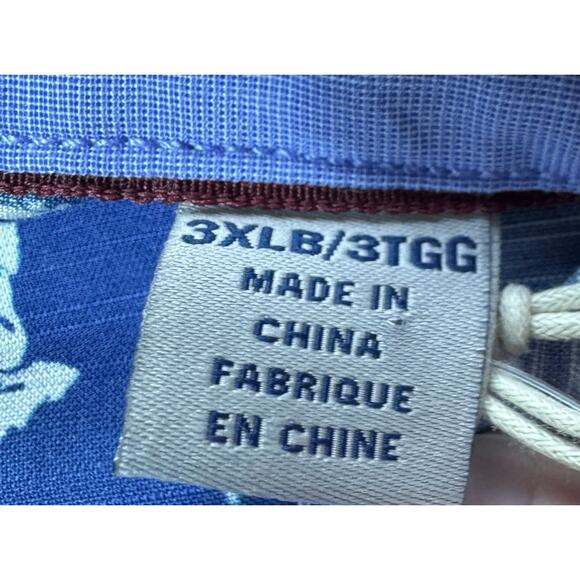 3XLB/3TGG
MADE IN
CHINA
FABRIQUE
EN CHINE